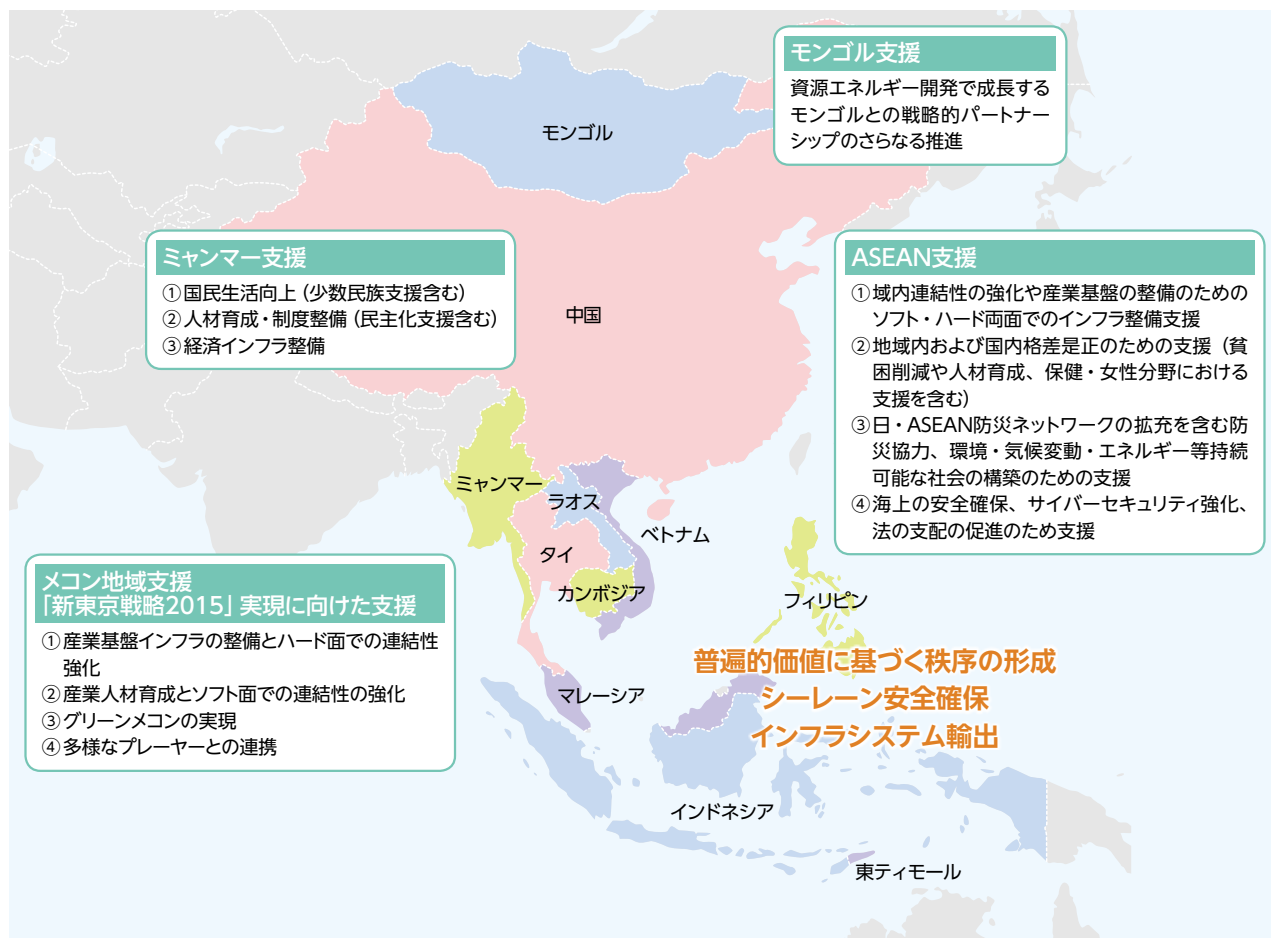 モンゴル支援
資源エネルギー開発で成長する
モンゴルとの戦略的パートナー
シップのさらなる推進
モンゴル
ミャンマー支援
①国民生活向上（少数民族支援含む）
②人材育成・制度整備（民主化支援含む）
③経済インフラ整備
中国
ASEAN支援
①域内連結性の強化や産業基盤の整備のための
ソフト・ハード両面でのインフラ整備支援
②地域内および国内格差是正のための支援（貧
困削減や人材育成、保健・女性分野における
支援を含む）
③日・ASEAN防災ネットワークの拡充を含む防
災協力、環境・気候変動・エネルギー等持続
可能な社会の構築のための支援
④海上の安全確保、サイバーセキュリティ強化、
法の支配の促進のため支援
ミャンマー
ラオス
ベトナム
タイ
カンボジア
フィリピン
メコン地域支援
「新東京戦略2015」実現に向けた支援
①産業基盤インフラの整備とハード面での連結性
強化
②産業人材育成とソフト面での連結性の強化
③グリーンメコンの実現
④多様なプレーヤーとの連携
普遍的価値に基づく秩序の形成
シーレーン安全確保
インフラシステム輸出
マレーシア
インドネシア
東ティモール